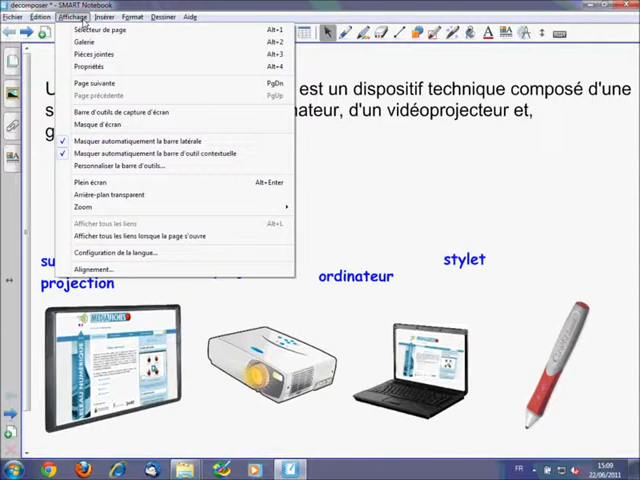 decomposer * - SMART Notebook
Fichier Édition Affichage Insérer Format Dessiner Aide
Sélecteur de page Alt+1
Galerie Alt+2
Pièces jointes Alt+3
Propriétés Alt+4
Page suivante PgDn
Page précédente PgUp
Barre d'outils de capture d'écran
Masque d'écran
Masquer automatiquement la barre latérale
Masquer automatiquement la barre d'outil contextuelle
Personnaliser la barre d'outils...
Plein écran Alt+Enter
Arrière-plan transparent
Zoom
Afficher tous les liens Alt+L
Afficher tous les liens lorsque la page s'ouvre
Configuration de la langue...
Alignement...
U est un dispositif technique composé d'une
s nateur, d'un vidéoprojecteur et,
g
su
projection
ordinateur
stylet
MEDIAFICHES
FR
15:09
22/06/2011